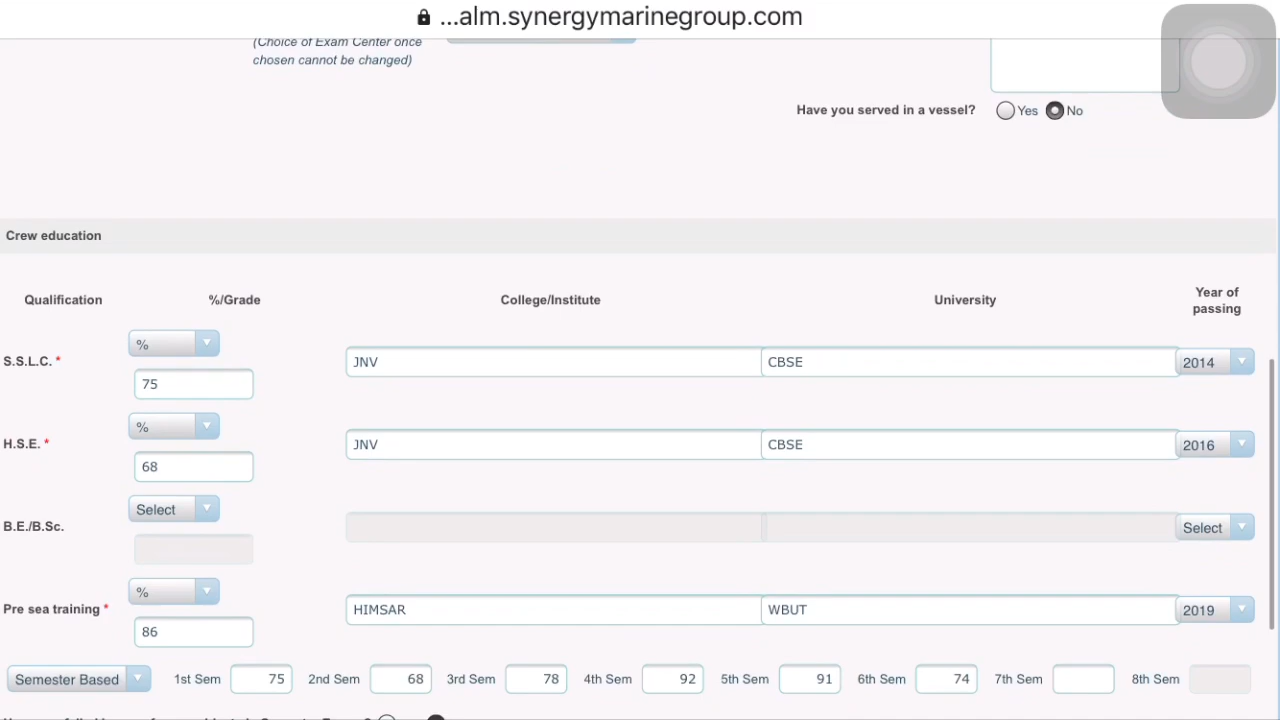 ...alm.synergymarinegroup.com
(Choice of Exam Center once
chosen cannot be changed)
Have you served in a vessel? Yes No
Crew education
Qualification %/Grade College/Institute University Year of passing
%
S.S.L.C. * JNV CBSE 2014
75
%
H.S.E. * JNV CBSE 2016
68
Select
B.E./B.Sc. Select
%
Pre sea training * HIMSAR WBUT 2019
86
Semester Based 1st Sem 75 2nd Sem 68 3rd Sem 78 4th Sem 92 5th Sem 91 6th Sem 74 7th Sem 8th Sem